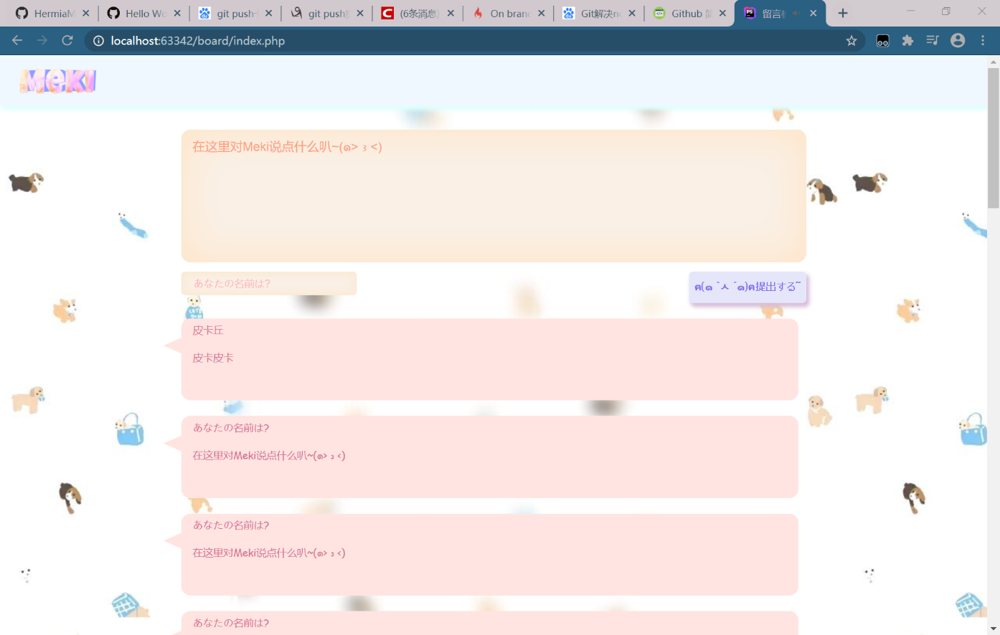 HermiaM
Hello Wo
git push
git push
(6条消息)
On branc
Git解决no
Github 简
留言板
localhost:63342/board/index.php
Meki
在这里对Meki说点什么叭~(๑> ₃ <)
あなたの名前は?
ฅ(๑˙ㅅ˙๑)ฅ提出する~
皮卡丘
皮卡皮卡
あなたの名前は?
在这里对Meki说点什么叭~(๑> ₃ <)
あなたの名前は?
在这里对Meki说点什么叭~(๑> ₃ <)
あなたの名前は?